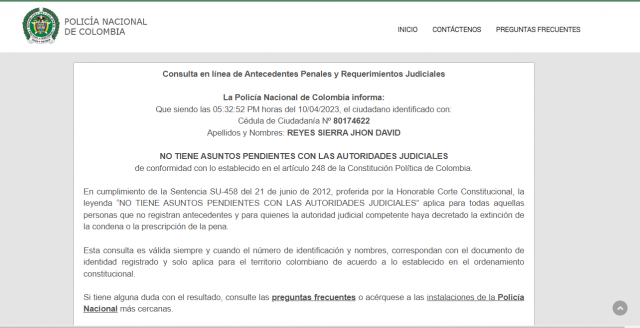 POLICÍA NACIONAL
DE COLOMBIA
INICIO CONTÁCTENOS PREGUNTAS FRECUENTES
Consulta en línea de Antecedentes Penales y Requerimientos Judiciales
La Policía Nacional de Colombia informa:
Que siendo las 05:32:52 PM horas del 10/04/2023, el ciudadano identificado con:
Cédula de Ciudadanía Nº 80174622
Apellidos y Nombres: REYES SIERRA JHON DAVID
NO TIENE ASUNTOS PENDIENTES CON LAS AUTORIDADES JUDICIALES
de conformidad con lo establecido en el artículo 248 de la Constitución Política de Colombia.
En cumplimiento de la Sentencia SU-458 del 21 de junio de 2012, proferida por la Honorable Corte Constitucional, la
leyenda "NO TIENE ASUNTOS PENDIENTES CON LAS AUTORIDADES JUDICIALES" aplica para todas aquellas
personas que no registran antecedentes y para quienes la autoridad judicial competente haya decretado la extinción de
la condena o la prescripción de la pena.
Esta consulta es válida siempre y cuando el número de identificación y nombres, correspondan con el documento de
identidad registrado y solo aplica para el territorio colombiano de acuerdo a lo establecido en el ordenamiento
constitucional.
Si tiene alguna duda con el resultado, consulte las preguntas frecuentes o acérquese a las instalaciones de la Policía
Nacional más cercanas.